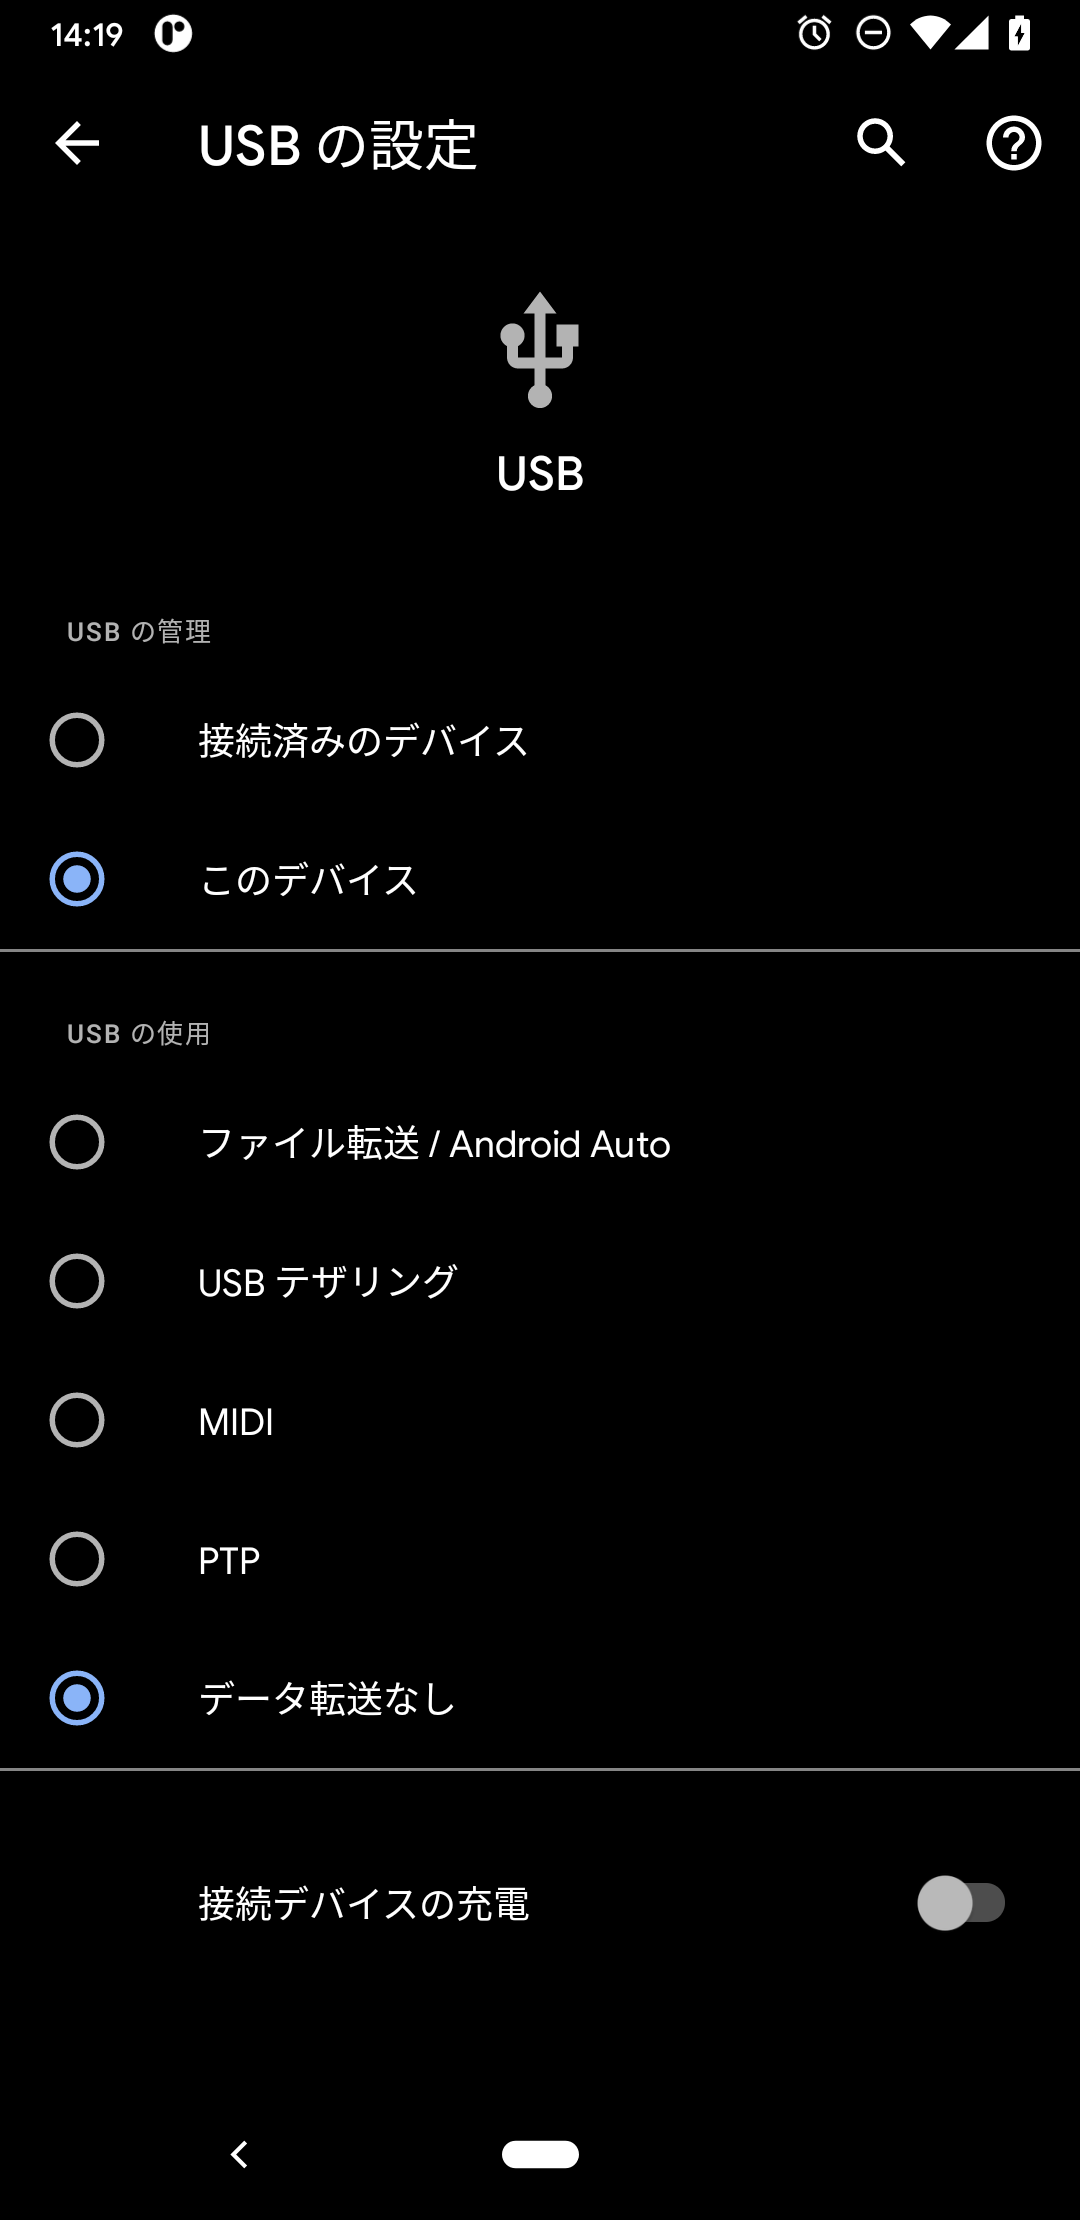 14:19
USB の設定
USB
USB の管理
接続済みのデバイス
このデバイス
USB の使用
ファイル転送 / Android Auto
USB テザリング
MIDI
PTP
データ転送なし
接続デバイスの充電